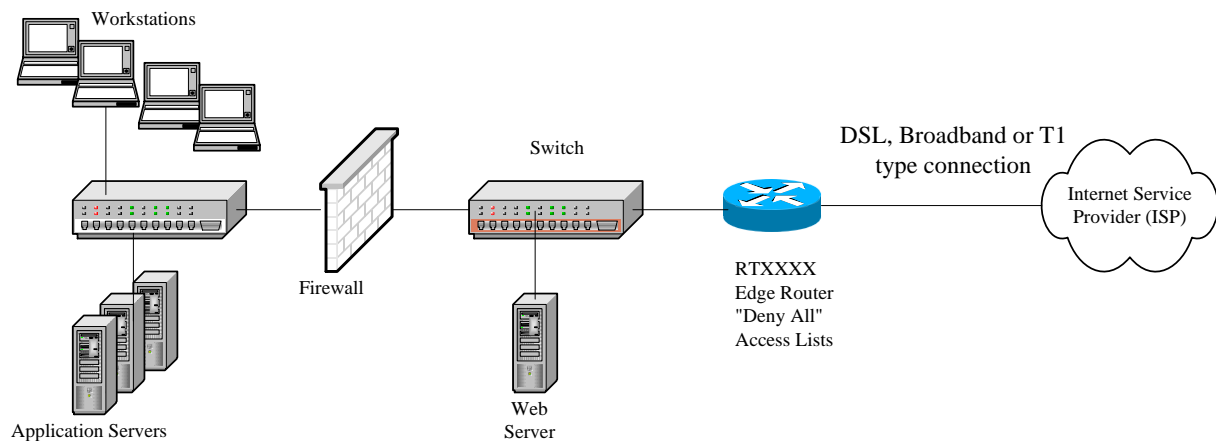 Workstations
Switch
DSL, Broadband or T1
type connection
Internet Service
Provider (ISP)
Firewall
RTXXXX
Edge Router
"Deny All"
Access Lists
Application Servers
Web
Server